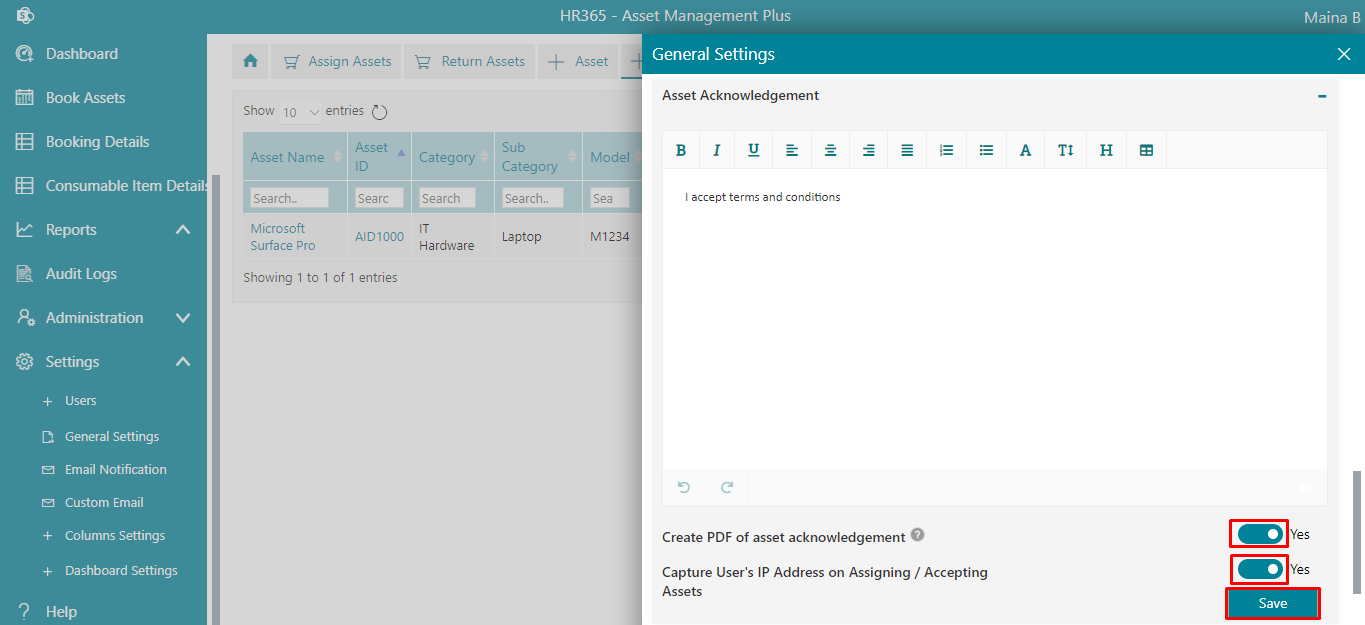 HR365 - Asset Management Plus
Maina B
Dashboard
Book Assets
Booking Details
Consumable Item Details
Reports
Audit Logs
Administration
Settings
Users
General Settings
Email Notification
Custom Email
Columns Settings
Dashboard Settings
Help
Assign Assets
Return Assets
Asset
Show 10 entries
Asset Name
Asset
ID
Category
Sub
Category
Model
Search..
Searc
Search
Search..
Sea
Microsoft
Surface Pro
AID1000
IT
Hardware
Laptop
M1234
Showing 1 to 1 of 1 entries
General Settings
Asset Acknowledgement
B I U A T H
I accept terms and conditions
Create PDF of asset acknowledgement ?
Yes
Capture User's IP Address on Assigning / Accepting
Assets
Yes
Save